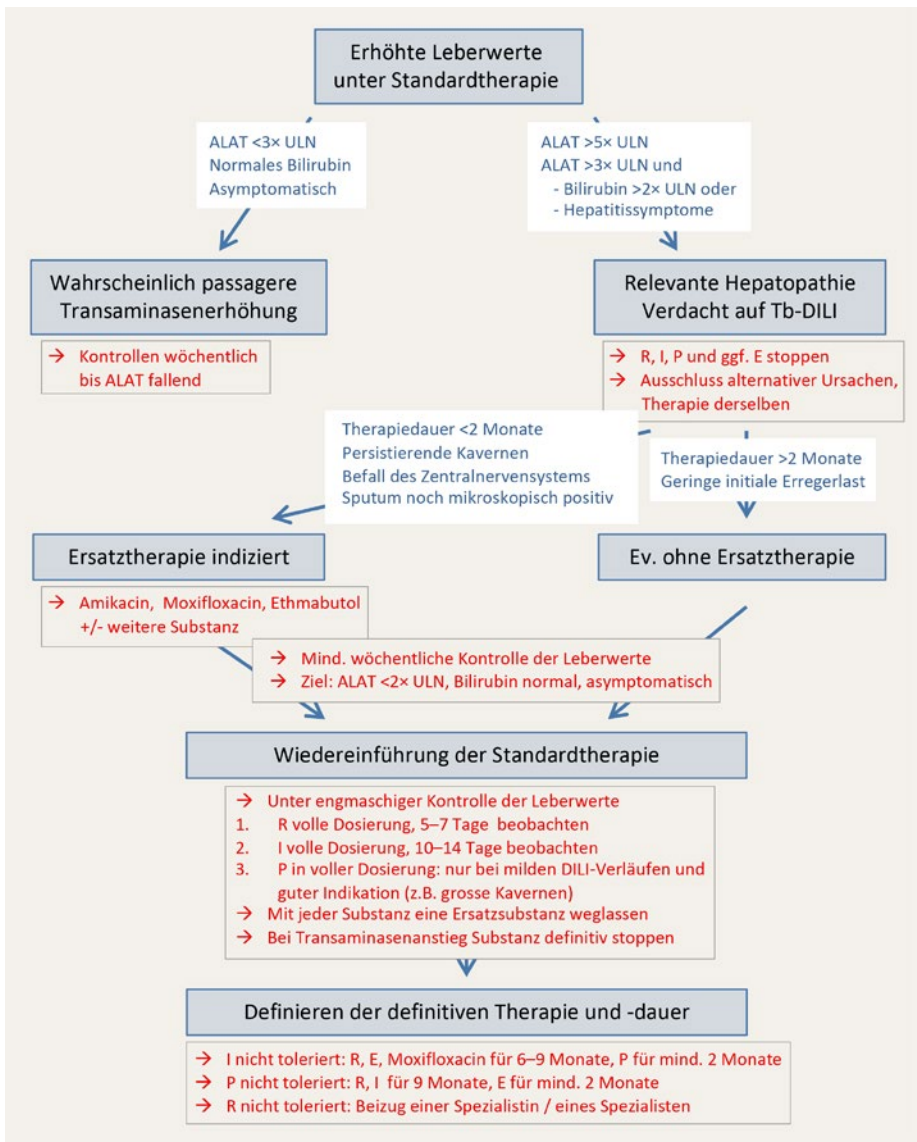 Erhöhte Leberwerte
unter Standardtherapie
ALAT <3× ULN
Normales Bilirubin
Asymptomatisch
ALAT >5× ULN
ALAT >3× ULN und
- Bilirubin >2× ULN oder
- Hepatitissymptome
Wahrscheinlich passagere
Transaminasenerhöhung
→ Kontrollen wöchentlich
bis ALAT fallend
Relevante Hepatopathie
Verdacht auf Tb-DILI
→ R, I, P und ggf. E stoppen
→ Ausschluss alternativer Ursachen,
Therapie derselben
Therapiedauer <2 Monate
Persistierende Kavernen
Befall des Zentralnervensystems
Sputum noch mikroskopisch positiv
Therapiedauer >2 Monate
Geringe initiale Erregerlast
Ersatztherapie indiziert
→ Amikacin, Moxifloxacin, Ethmabutol
+/- weitere Substanz
Ev. ohne Ersatztherapie
→ Mind. wöchentliche Kontrolle der Leberwerte
→ Ziel: ALAT <2× ULN, Bilirubin normal, asymptomatisch
Wiedereinführung der Standardtherapie
→ Unter engmaschiger Kontrolle der Leberwerte
1. R volle Dosierung, 5–7 Tage beobachten
2. I volle Dosierung, 10–14 Tage beobachten
3. P in voller Dosierung: nur bei milden DILI-Verläufen und
guter Indikation (z.B. grosse Kavernen)
→ Mit jeder Substanz eine Ersatzsubstanz weglassen
→ Bei Transaminasenanstieg Substanz definitiv stoppen
Definieren der definitiven Therapie und -dauer
→ I nicht toleriert: R, E, Moxifloxacin für 6–9 Monate, P für mind. 2 Monate
→ P nicht toleriert: R, I für 9 Monate, E für mind. 2 Monate
→ R nicht toleriert: Beizug einer Spezialistin / eines Spezialisten